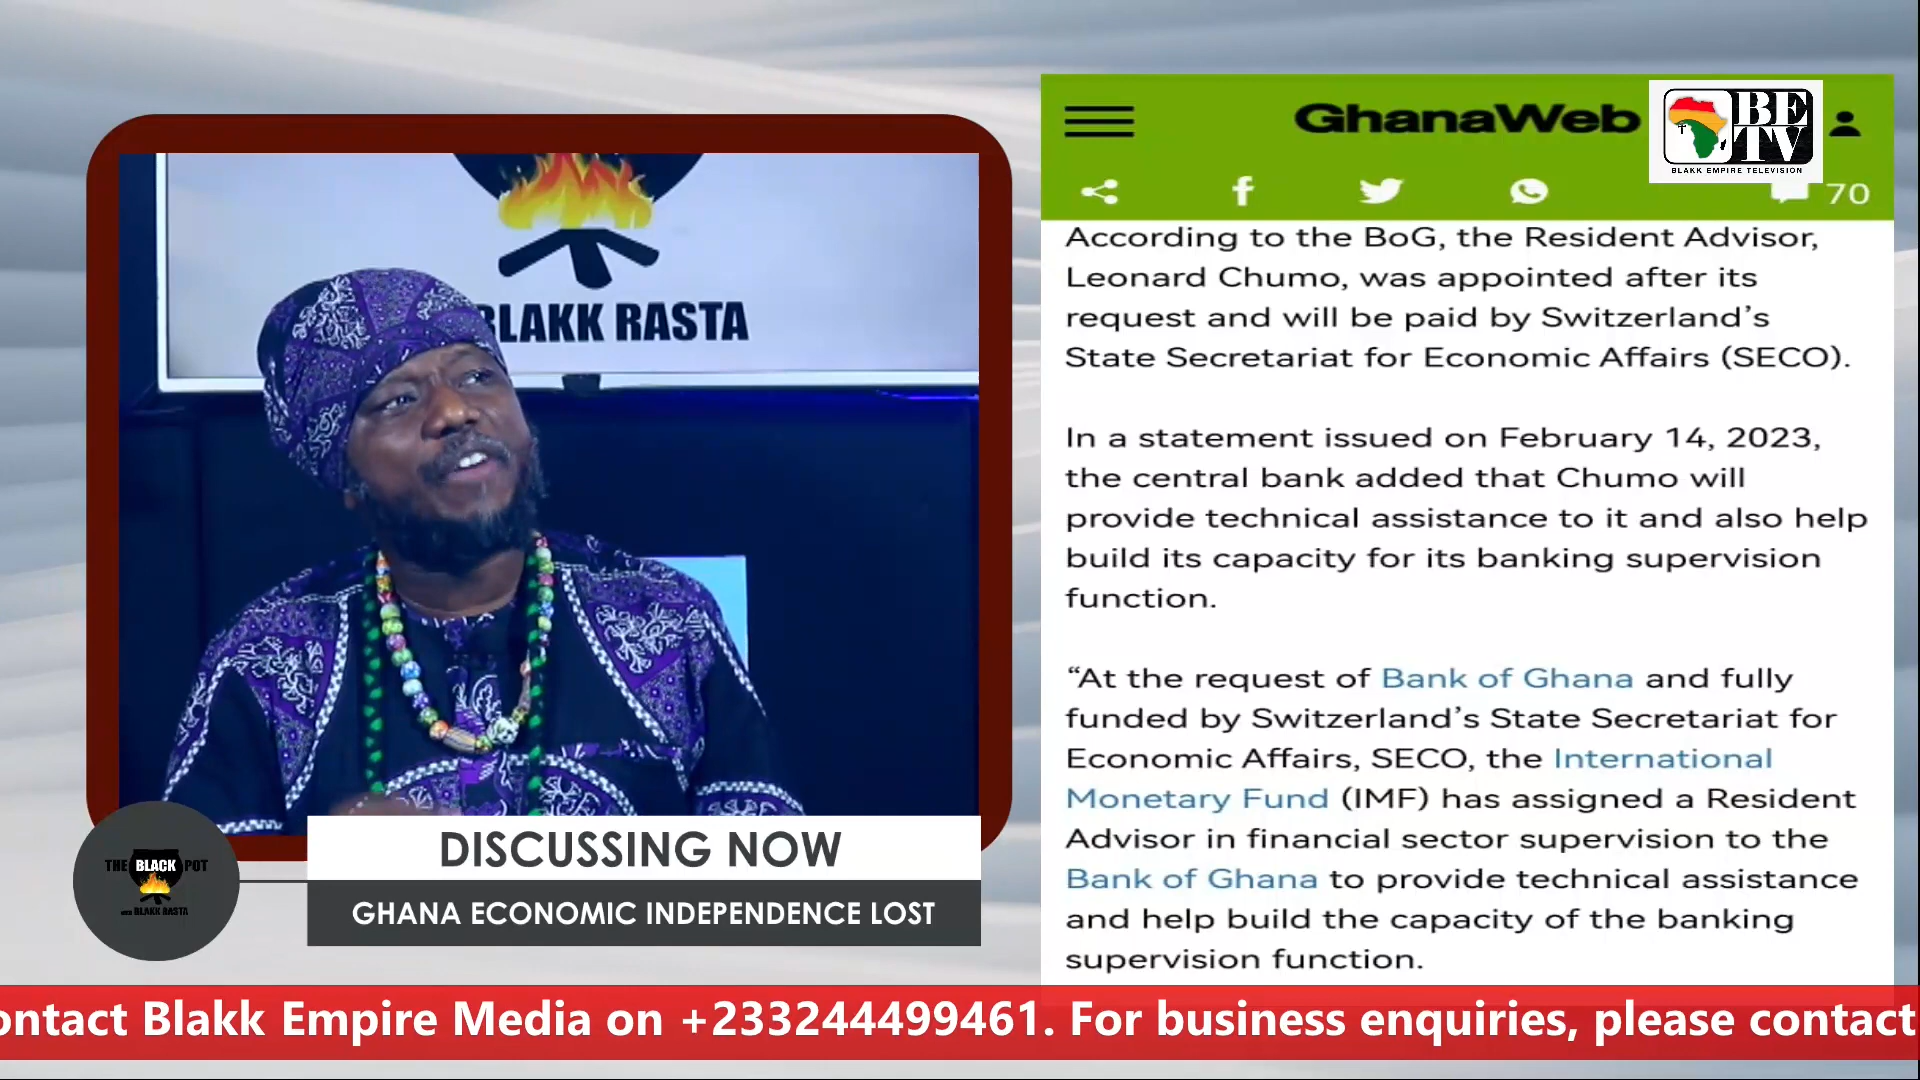 BLAKK RASTA
THE BLACK POT
WITH BLAKK RASTA
DISCUSSING NOW
GHANA ECONOMIC INDEPENDENCE LOST
GhanaWeb
BE
TV
BLAKK EMPIRE TELEVISION
70
According to the BoG, the Resident Advisor,
Leonard Chumo, was appointed after its
request and will be paid by Switzerland’s
State Secretariat for Economic Affairs (SECO).
In a statement issued on February 14, 2023,
the central bank added that Chumo will
provide technical assistance to it and also help
build its capacity for its banking supervision
function.
“At the request of Bank of Ghana and fully
funded by Switzerland’s State Secretariat for
Economic Affairs, SECO, the International
Monetary Fund (IMF) has assigned a Resident
Advisor in financial sector supervision to the
Bank of Ghana to provide technical assistance
and help build the capacity of the banking
supervision function.
ontact Blakk Empire Media on +233244499461. For business enquiries, please contact